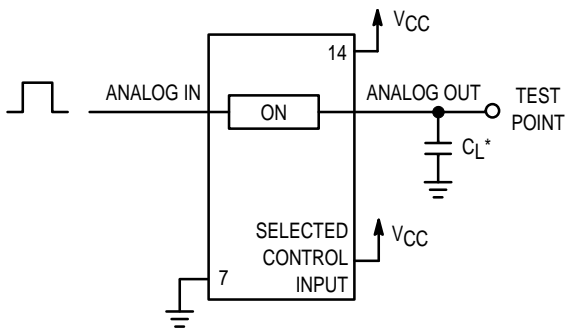 VCC
14
ANALOG IN
ON
ANALOG OUT
TEST
POINT
CL*
SELECTED
CONTROL
INPUT
VCC
7